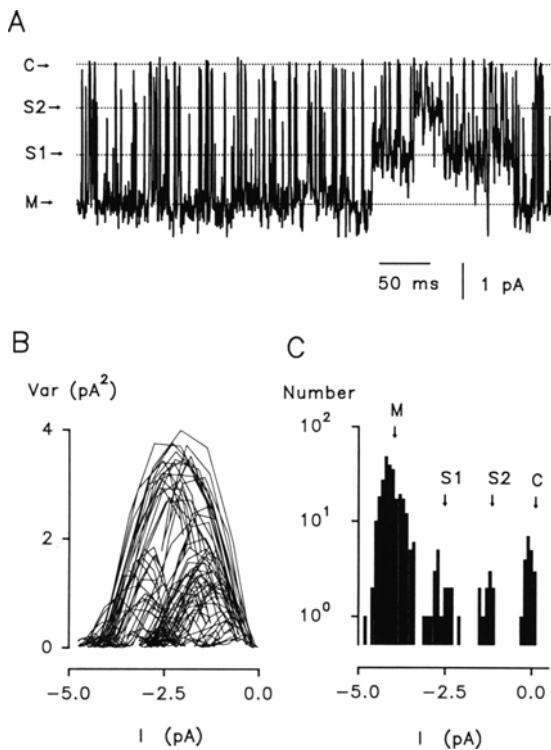 A
C→
S2→
S1→
M→
50 ms
1 pA
B
C
Var (pA²)
Number
4
2
0
-5.0
-2.5
0.0
I (pA)
10²
10¹
10⁰
M
S1
S2
C
-5.0
-2.5
0.0
I (pA)